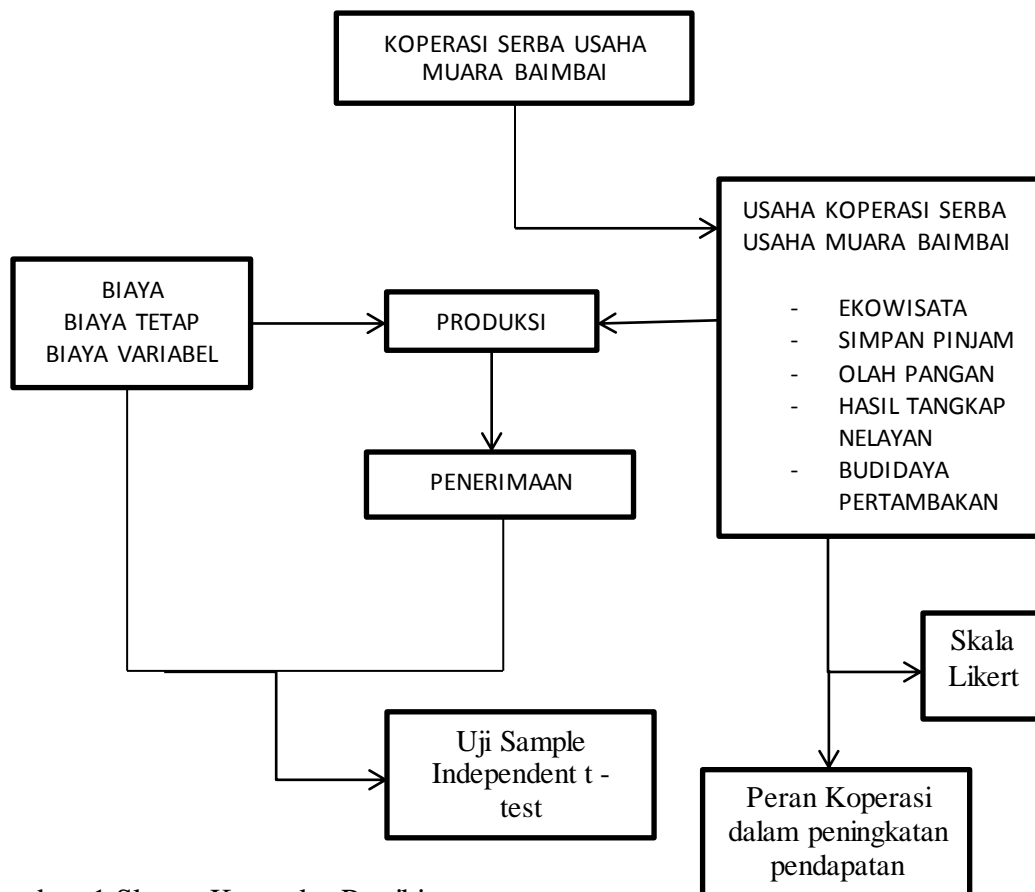 KOPERASI SERBA USAHA
MUARA BAIMBAI
USAHA KOPERASI SERBA
USAHA MUARA BAIMBAI
- EKOWISATA
- SIMPAN PINJAM
- OLAH PANGAN
- HASIL TANGKAP
NELAYAN
- BUDIDAYA
PERTAMBAKAN
BIAYA
BIAYA TETAP
BIAYA VARIABEL
PRODUKSI
PENERIMAAN
Skala
Likert
Uji Sample
Independent t -
test
Peran Koperasi
dalam peningkatan
pendapatan
1